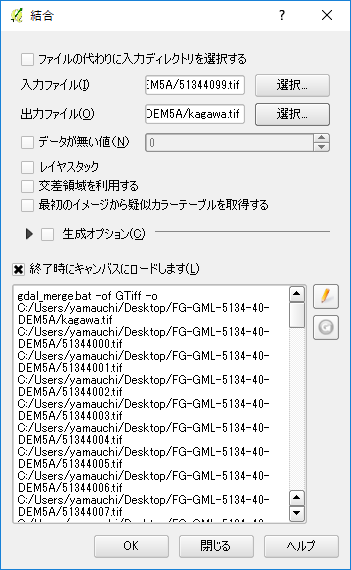 結合
ファイルの代わりに入力ディレクトリを選択する
入力ファイル(I)
EM5A/51344099.tif
選択...
出力ファイル(O)
DEM5A/kagawa.tif
選択...
データが無い値(N)
0
レイヤスタック
交差領域を利用する
最初のイメージから疑似カラーテーブルを取得する
生成オプション(C)
終了時にキャンバスにロードします(L)
gdal_merge.bat -of GTiff -o
C:/Users/yamauchi/Desktop/FG-GML-5134-40-
DEM5A/kagawa.tif
C:/Users/yamauchi/Desktop/FG-GML-5134-40-
DEM5A/51344000.tif
C:/Users/yamauchi/Desktop/FG-GML-5134-40-
DEM5A/51344001.tif
C:/Users/yamauchi/Desktop/FG-GML-5134-40-
DEM5A/51344002.tif
C:/Users/yamauchi/Desktop/FG-GML-5134-40-
DEM5A/51344003.tif
C:/Users/yamauchi/Desktop/FG-GML-5134-40-
DEM5A/51344004.tif
C:/Users/yamauchi/Desktop/FG-GML-5134-40-
DEM5A/51344005.tif
C:/Users/yamauchi/Desktop/FG-GML-5134-40-
DEM5A/51344006.tif
C:/Users/yamauchi/Desktop/FG-GML-5134-40-
DEM5A/51344007.tif
C:/Users/yamauchi/Desktop/FG-GML-5134-40-
OK
閉じる
ヘルプ